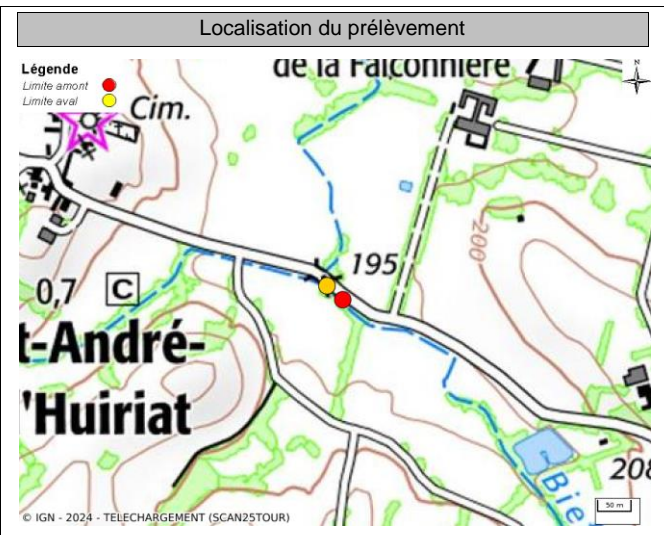 Localisation du prélèvement
Légende
Limite amont
Limite aval
de la Falconnière
N
Cim.
195
200
0,7 C
t-André-
'Huiriat
208
Bie
50 m
© IGN - 2024 - TELECHARGEMENT (SCAN25TOUR)